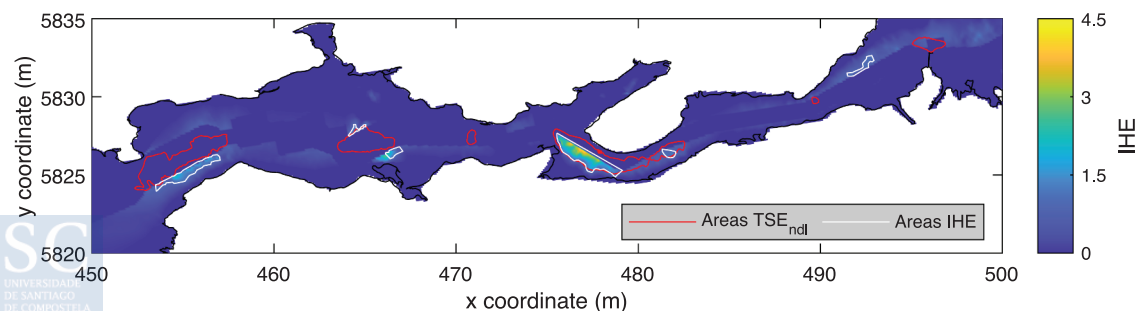 5835
5830
5825
5820
y coordinate (m)
450
460
470
480
490
500
x coordinate (m)
Areas TSEndl
Areas IHE
4.5
3
1.5
0
IHE
SC
UNIVERSIDADE
DE SANTIAGO
DE COMPOSTELA